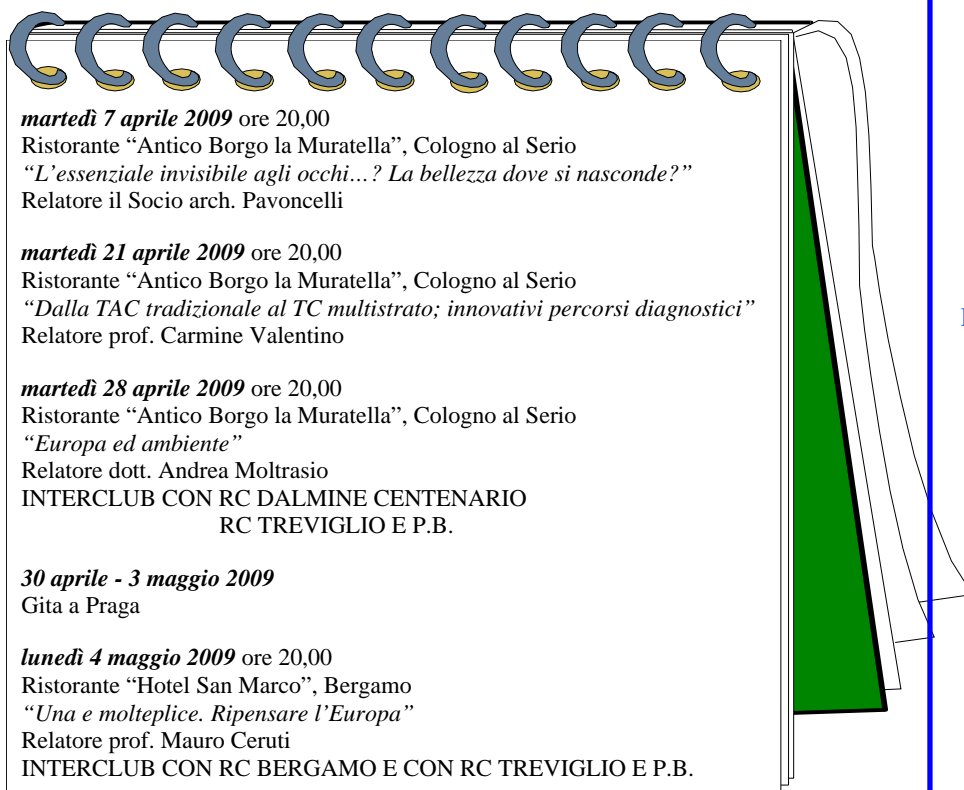 martedì 7 aprile 2009 ore 20,00
Ristorante “Antico Borgo la Muratella”, Cologno al Serio
“L’essenziale invisibile agli occhi…? La bellezza dove si nasconde?”
Relatore il Socio arch. Pavoncelli
martedì 21 aprile 2009 ore 20,00
Ristorante “Antico Borgo la Muratella”, Cologno al Serio
“Dalla TAC tradizionale al TC multistrato; innovativi percorsi diagnostici”
Relatore prof. Carmine Valentino
martedì 28 aprile 2009 ore 20,00
Ristorante “Antico Borgo la Muratella”, Cologno al Serio
“Europa ed ambiente”
Relatore dott. Andrea Moltrasio
INTERCLUB CON RC DALMINE CENTENARIO
RC TREVIGLIO E P.B.
30 aprile - 3 maggio 2009
Gita a Praga
lunedì 4 maggio 2009 ore 20,00
Ristorante “Hotel San Marco”, Bergamo
“Una e molteplice. Ripensare l’Europa”
Relatore prof. Mauro Ceruti
INTERCLUB CON RC BERGAMO E CON RC TREVIGLIO E P.B.